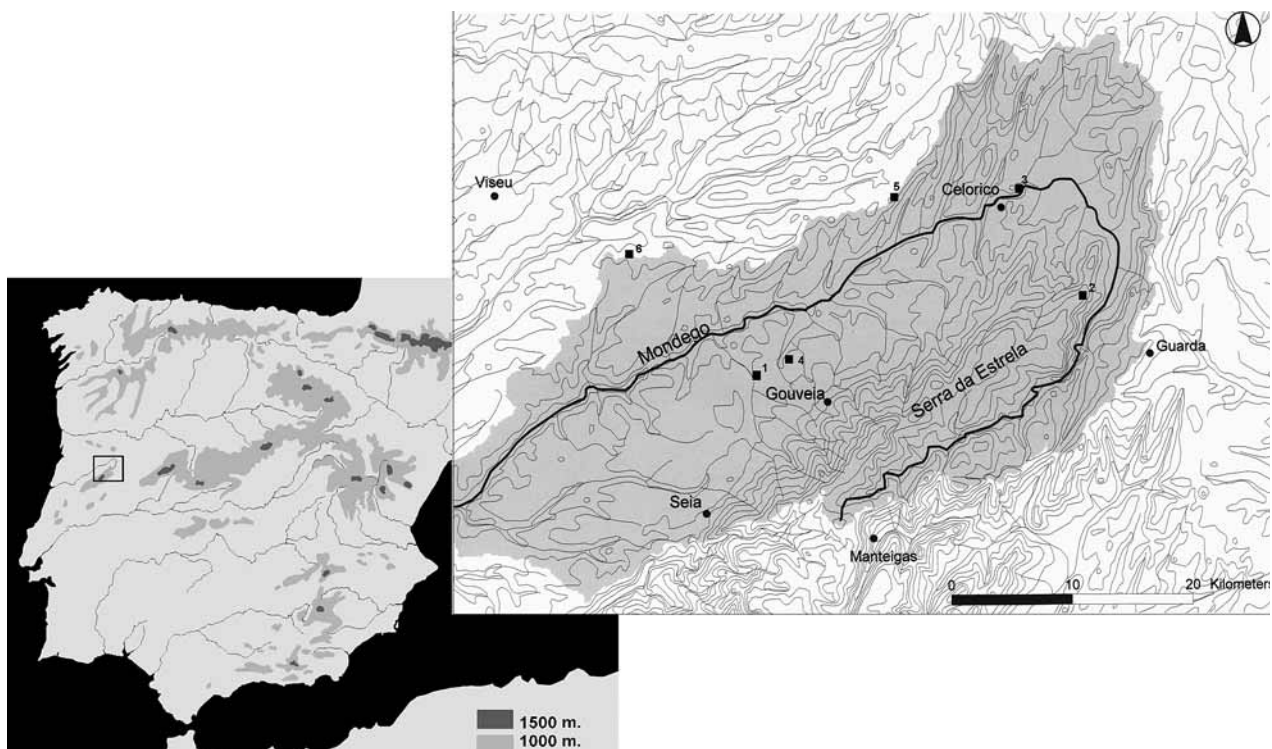 Viseu
5
Celorico
3
6
2
Mondêgo
Guarda
4
1
Gouveia
Serra da Estrela
Seia
Manteigas
0 10 20 Kilometers
1500 m.
1000 m.